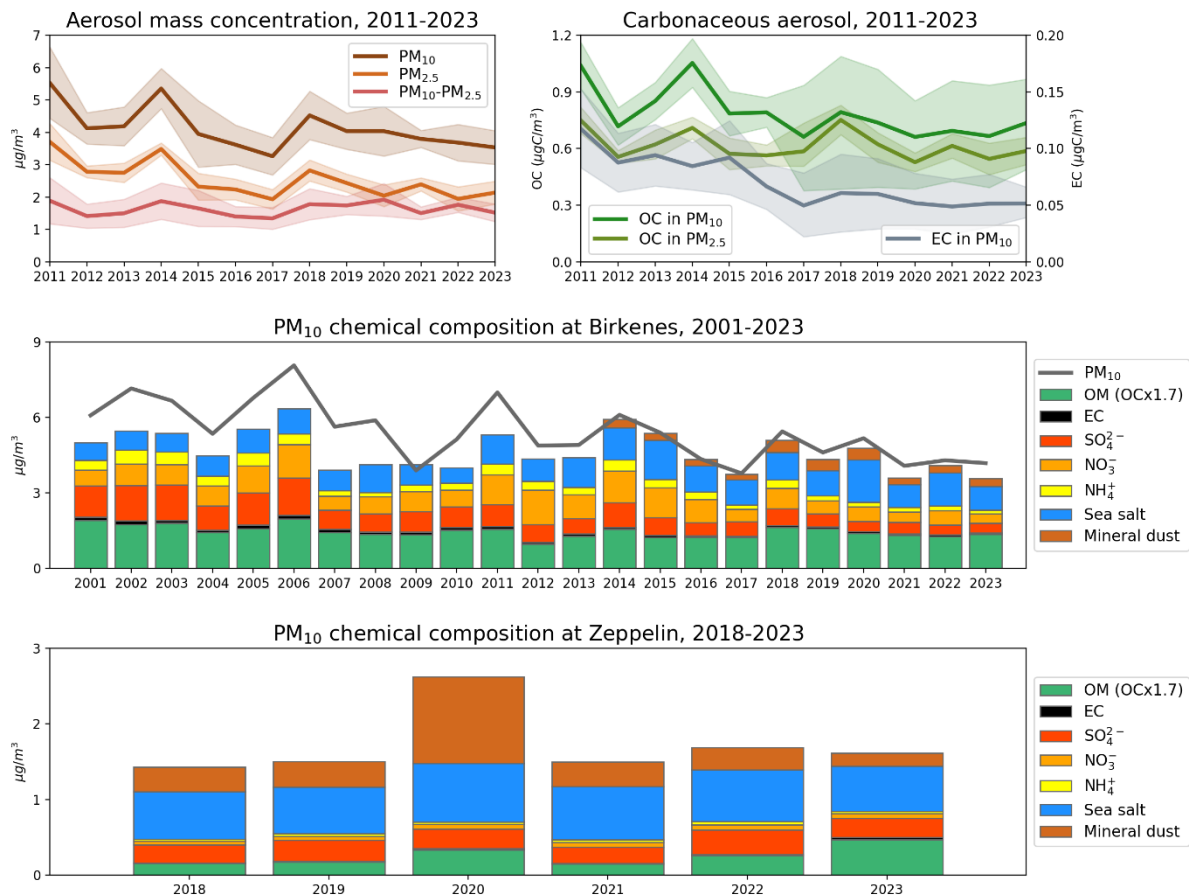 Aerosol mass concentration, 2011-2023
7
6
5
4
3
2
1
0
μg/m³
PM₁₀
PM₂.₅
PM₁₀-PM₂.₅
2011 2012 2013 2014 2015 2016 2017 2018 2019 2020 2021 2022 2023
Carbonaceous aerosol, 2011-2023
1.2
0.9
0.6
0.3
0.0
OC (μgC/m³)
OC in PM₁₀
OC in PM₂.₅
EC in PM₁₀
0.20
0.15
0.10
0.05
0.00
EC (μgC/m³)
2011 2012 2013 2014 2015 2016 2017 2018 2019 2020 2021 2022 2023
PM₁₀ chemical composition at Birkenes, 2001-2023
9
6
3
0
μg/m³
2001 2002 2003 2004 2005 2006 2007 2008 2009 2010 2011 2012 2013 2014 2015 2016 2017 2018 2019 2020 2021 2022 2023
PM₁₀
OM (OCx1.7)
EC
SO₄²⁻
NO₃⁻
NH₄⁺
Sea salt
Mineral dust
PM₁₀ chemical composition at Zeppelin, 2018-2023
3
2
1
0
μg/m³
2018 2019 2020 2021 2022 2023
OM (OCx1.7)
EC
SO₄²⁻
NO₃⁻
NH₄⁺
Sea salt
Mineral dust